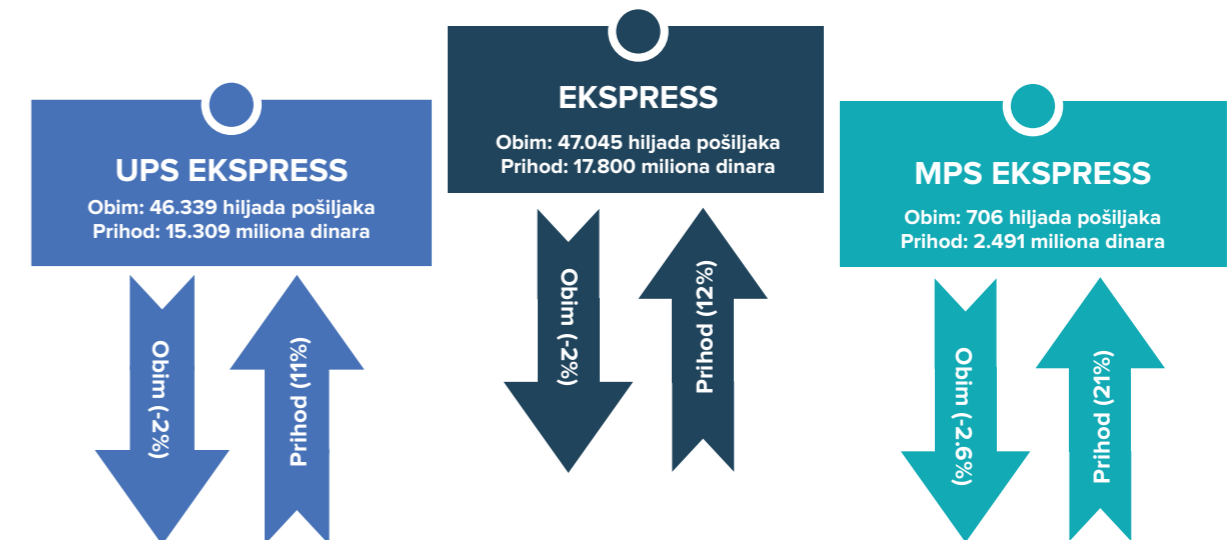 UPS EKSPRESS
Obim: 46.339 hiljada pošiljaka
Prihod: 15.309 miliona dinara
Obim (-2%)
Prihod (11%)
EKSPRESS
Obim: 47.045 hiljada pošiljaka
Prihod: 17.800 miliona dinara
Obim (-2%)
Prihod (12%)
MPS EKSPRESS
Obim: 706 hiljada pošiljaka
Prihod: 2.491 miliona dinara
Obim (-2.6%)
Prihod (21%)